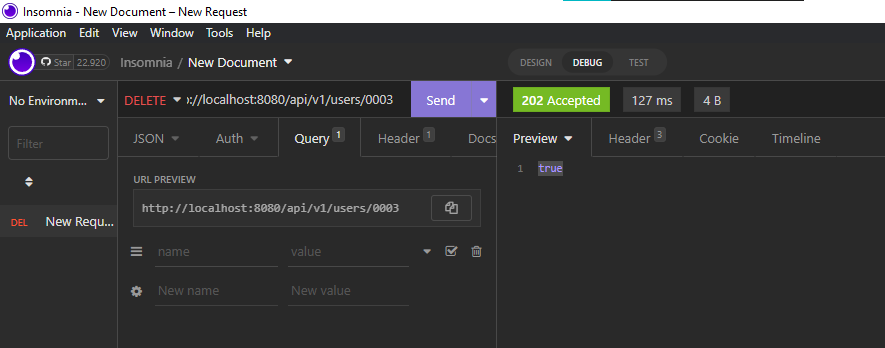 Insomnia - New Document – New Request
Application Edit View Window Tools Help
Star 22,920 Insomnia / New Document DESIGN DEBUG TEST
No Environm... DELETE ://localhost:8080/api/v1/users/0003 Send 202 Accepted 127 ms 4 B
Filter JSON Auth Query 1 Header 1 Docs Preview Header 3 Cookie Timeline
URL PREVIEW 1 true
http://localhost:8080/api/v1/users/0003
DEL New Requ...
name value
New name New value